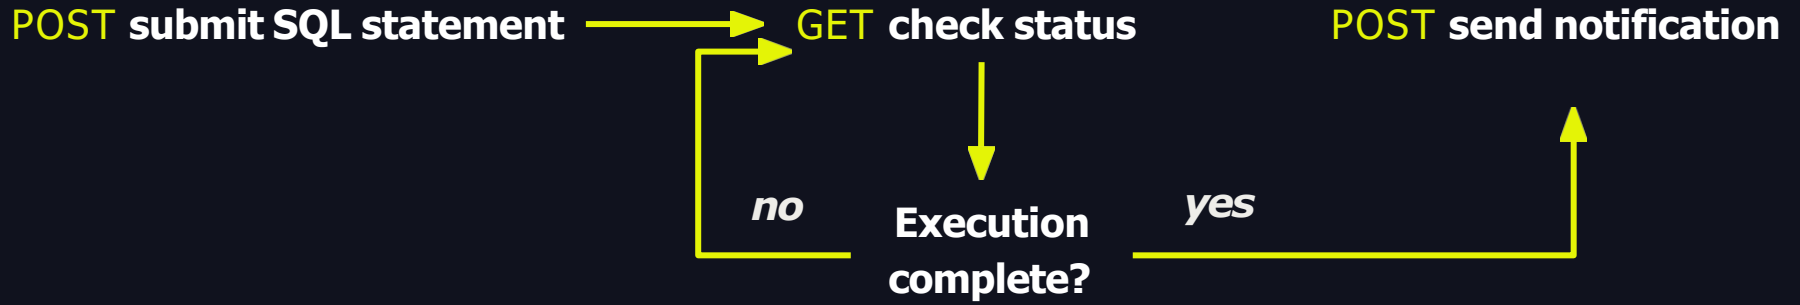 POST submit SQL statement
GET check status
POST send notification
no
Execution
complete?
yes